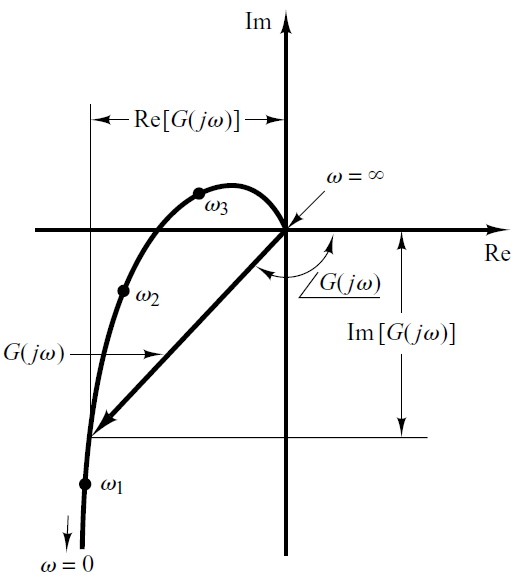 Im
Re[G(jω)]
ω = ∞
ω3
Re
∠G(jω)
ω2
Im[G(jω)]
G(jω)
ω1
ω = 0